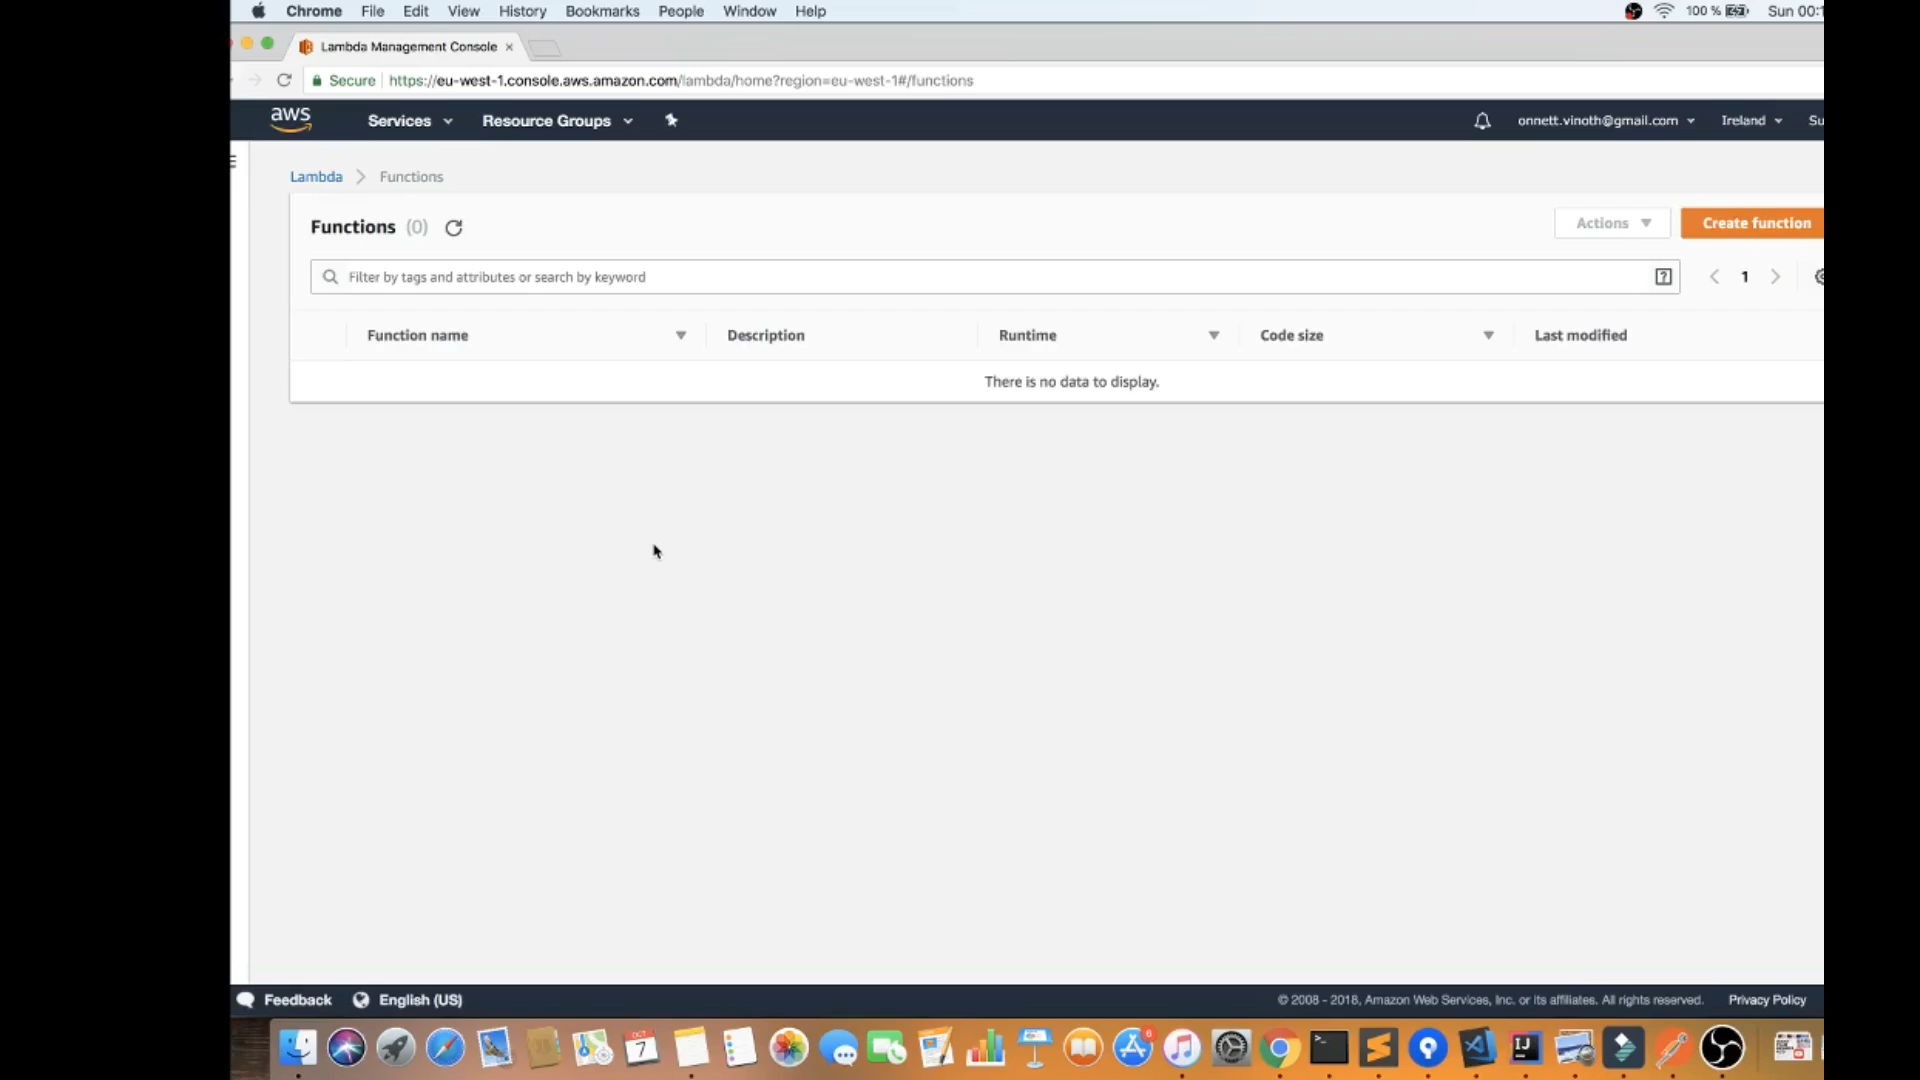 Chrome File Edit View History Bookmarks People Window Help 100 % Sun 00:
Lambda Management Console ×
Secure https://eu-west-1.console.aws.amazon.com/lambda/home?region=eu-west-1#/functions
aws Services Resource Groups onnett.vinoth@gmail.com Ireland Su
Lambda > Functions
Functions (0) Actions Create function
Filter by tags and attributes or search by keyword ? < 1 >
Function name Description Runtime Code size Last modified
There is no data to display.
Feedback English (US) © 2008 - 2018, Amazon Web Services, Inc. or its affiliates. All rights reserved. Privacy Policy
OCT
7
IJ